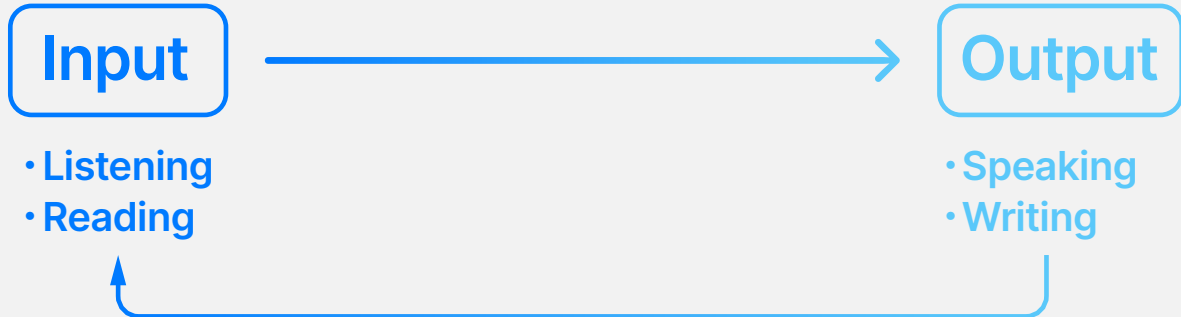 Input
Output
· Listening
· Reading
· Speaking
· Writing